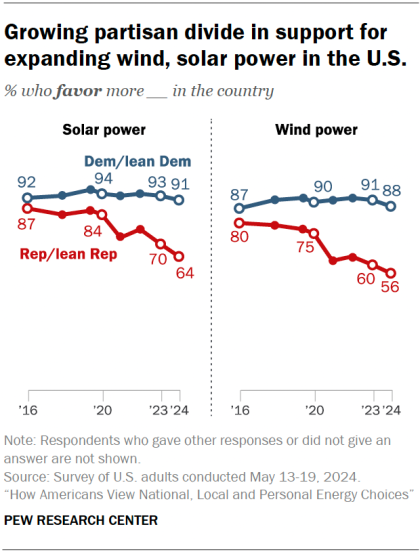 Growing partisan divide in support for
expanding wind, solar power in the U.S.
% who favor more __ in the country
Solar power
Wind power
Dem/lean Dem
92
94
93
91
87
84
70
64
Rep/lean Rep
'16
'20
'23
'24
87
90
91
88
80
75
60
56
'16
'20
'23
'24
Note: Respondents who gave other responses or did not give an
answer are not shown.
Source: Survey of U.S. adults conducted May 13-19, 2024.
“How Americans View National, Local and Personal Energy Choices”
PEW RESEARCH CENTER